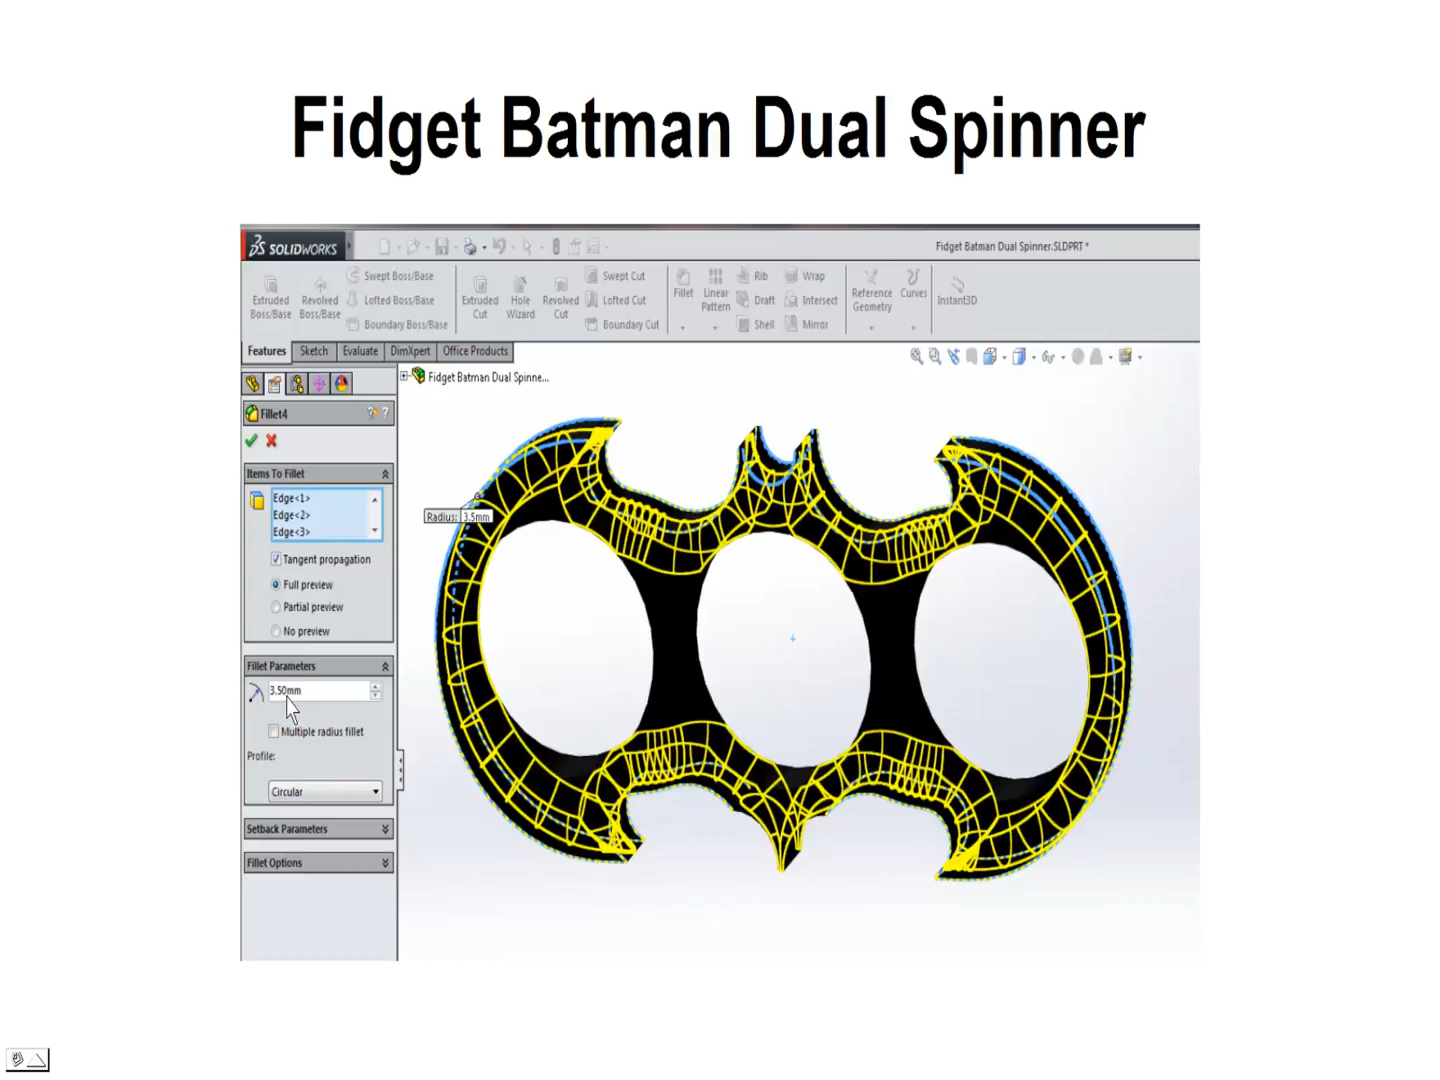 Fidget Batman Dual Spinner
SOLIDWORKS
Fidget Batman Dual Spinner.SLDPRT *
Extruded Boss/Base
Revolved Boss/Base
Swept Boss/Base
Lofted Boss/Base
Boundary Boss/Base
Extruded Cut
Hole Wizard
Revolved Cut
Swept Cut
Lofted Cut
Boundary Cut
Fillet
Linear Pattern
Rib
Draft
Shell
Wrap
Intersect
Mirror
Reference Geometry
Curves
Instant3D
Features
Sketch
Evaluate
DimXpert
Office Products
Fidget Batman Dual Spinne...
Fillet4
Items To Fillet
Edge<1>
Edge<2>
Edge<3>
Tangent propagation
Full preview
Partial preview
No preview
Fillet Parameters
3.50mm
Multiple radius fillet
Profile:
Circular
Setback Parameters
Fillet Options
Radius: 3.5mm